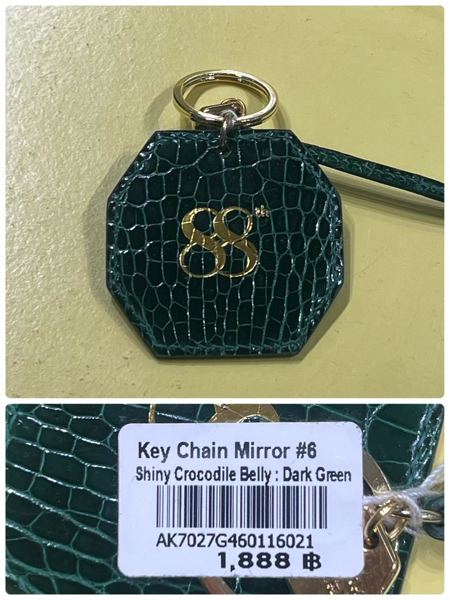 88th
Key Chain Mirror #6
Shiny Crocodile Belly : Dark Green
AK7027G460116021
1,888 ฿